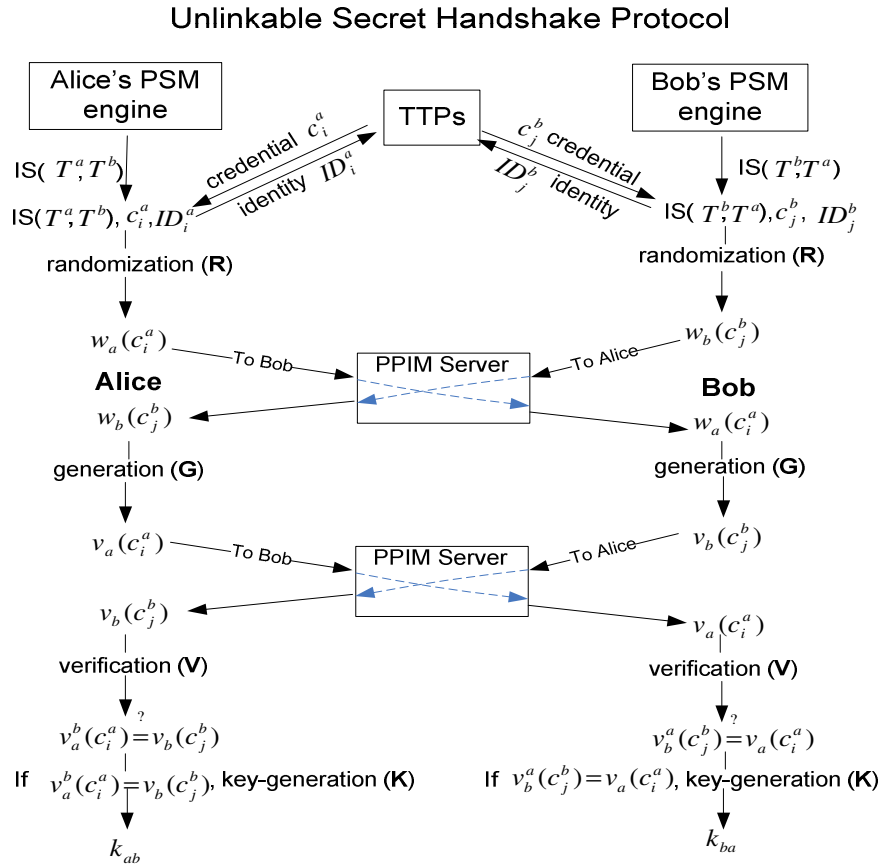 Unlinkable Secret Handshake Protocol
Alice's PSM engine
TTPs
Bob's PSM engine
IS( T^a, T^b)
credential c_i^a
identity ID_i^a
c_j^b credential
ID_j^b identity
IS( T^b, T^a)
IS(T^a, T^b), c_i^a, ID_i^a
IS( T^b, T^a), c_j^b, ID_j^b
randomization (R)
randomization (R)
w_a(c_i^a)
To Bob
PPIM Server
To Alice
w_b(c_j^b)
Alice
Bob
w_b(c_j^b)
w_a(c_i^a)
generation (G)
generation (G)
v_a(c_i^a)
To Bob
PPIM Server
To Alice
v_b(c_j^b)
v_b(c_j^b)
v_a(c_i^a)
verification (V)
verification (V)
v_a^b(c_i^a) ?= v_b(c_j^b)
v_b^a(c_j^b) ?= v_a(c_i^a)
If v_a^b(c_i^a) = v_b(c_j^b), key-generation (K)
If v_b^a(c_j^b) = v_a(c_i^a), key-generation (K)
k_ab
k_ba